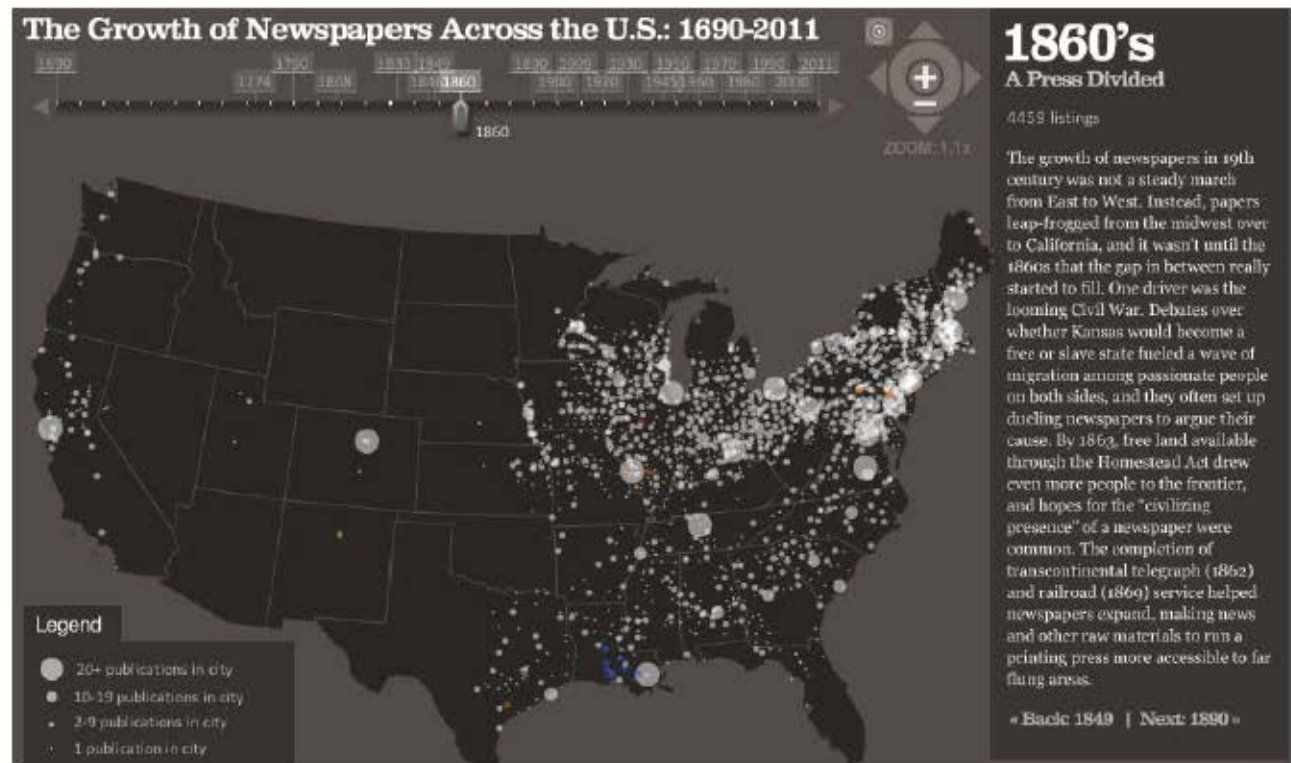 The Growth of Newspapers Across the U.S.: 1690-2011
1690 1790 1833 1849 1890 1909 1930 1950 1970 1990 2011
1774 1808 1846 1860 1900 1920 1945 1960 1980 2000
1860
ZOOM: 1.1x
Legend
20+ publications in city
10-19 publications in city
2-9 publications in city
1 publication in city
1860's
A Press Divided
4459 listings
The growth of newspapers in 19th
century was not a steady march
from East to West. Instead, papers
leap-frogged from the midwest over
to California, and it wasn't until the
1860s that the gap in between really
started to fill. One driver was the
looming Civil War. Debates over
whether Kansas would become a
free or slave state fueled a wave of
migration among passionate people
on both sides, and they often set up
dueling newspapers to argue their
cause. By 1863, free land available
through the Homestead Act drew
even more people to the frontier,
and hopes for the "civilizing
presence" of a newspaper were
common. The completion of
transcontinental telegraph (1862)
and railroad (1869) service helped
newspapers expand, making news
and other raw materials to run a
printing press more accessible to far
flung areas.
« Back: 1849 | Next: 1890 »